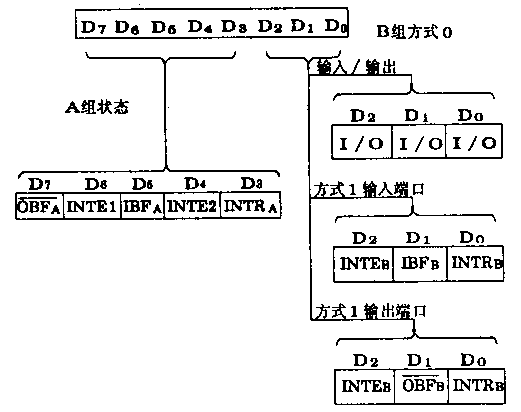 D7 D6 D5 D4 D3 D2 D1 D0
B组方式0
输入/输出
A组状态
D2 D1 D0
I/O I/O I/O
D7 D6 D5 D4 D3
O̅B̅F̅A INTE1 IBFA INTE2 INTRA
方式1输入端口
D2 D1 D0
INTEB IBFB INTRB
方式1输出端口
D2 D1 D0
INTEB O̅B̅F̅B INTRB